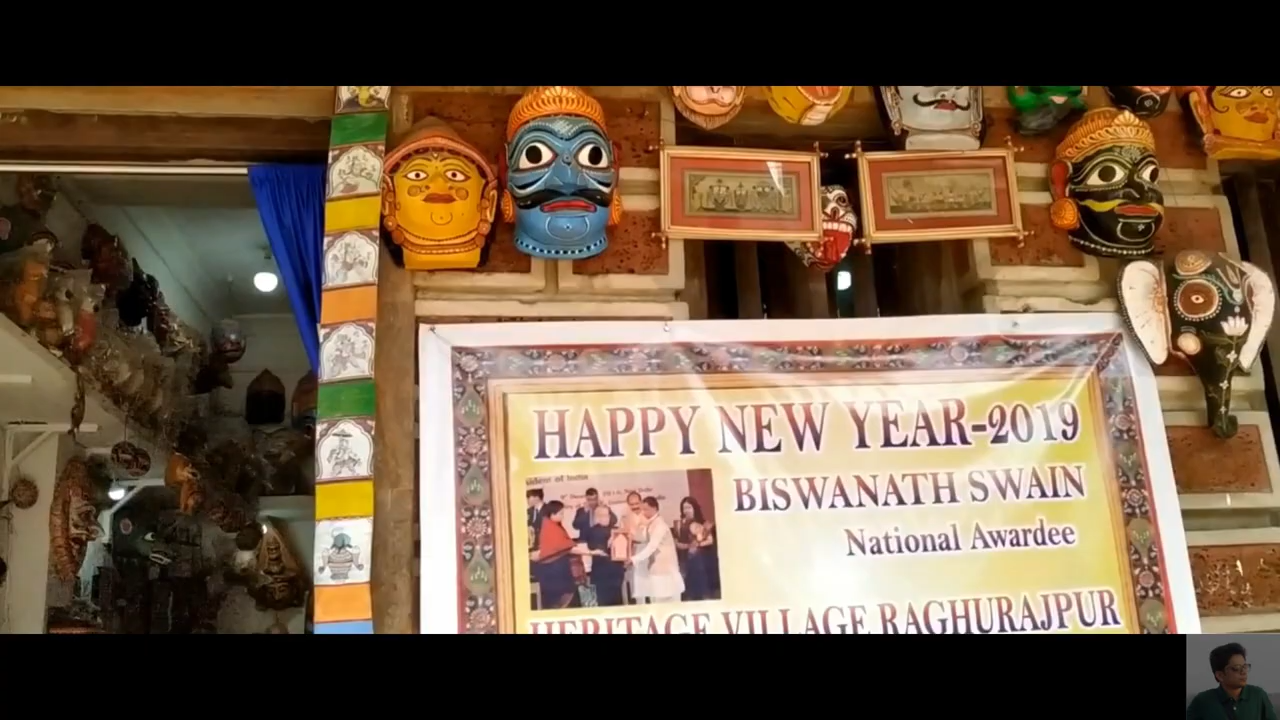 HAPPY NEW YEAR-2019
BISWANATH SWAIN
National Awardee
HERITAGE VILLAGE RAGHURAJPUR